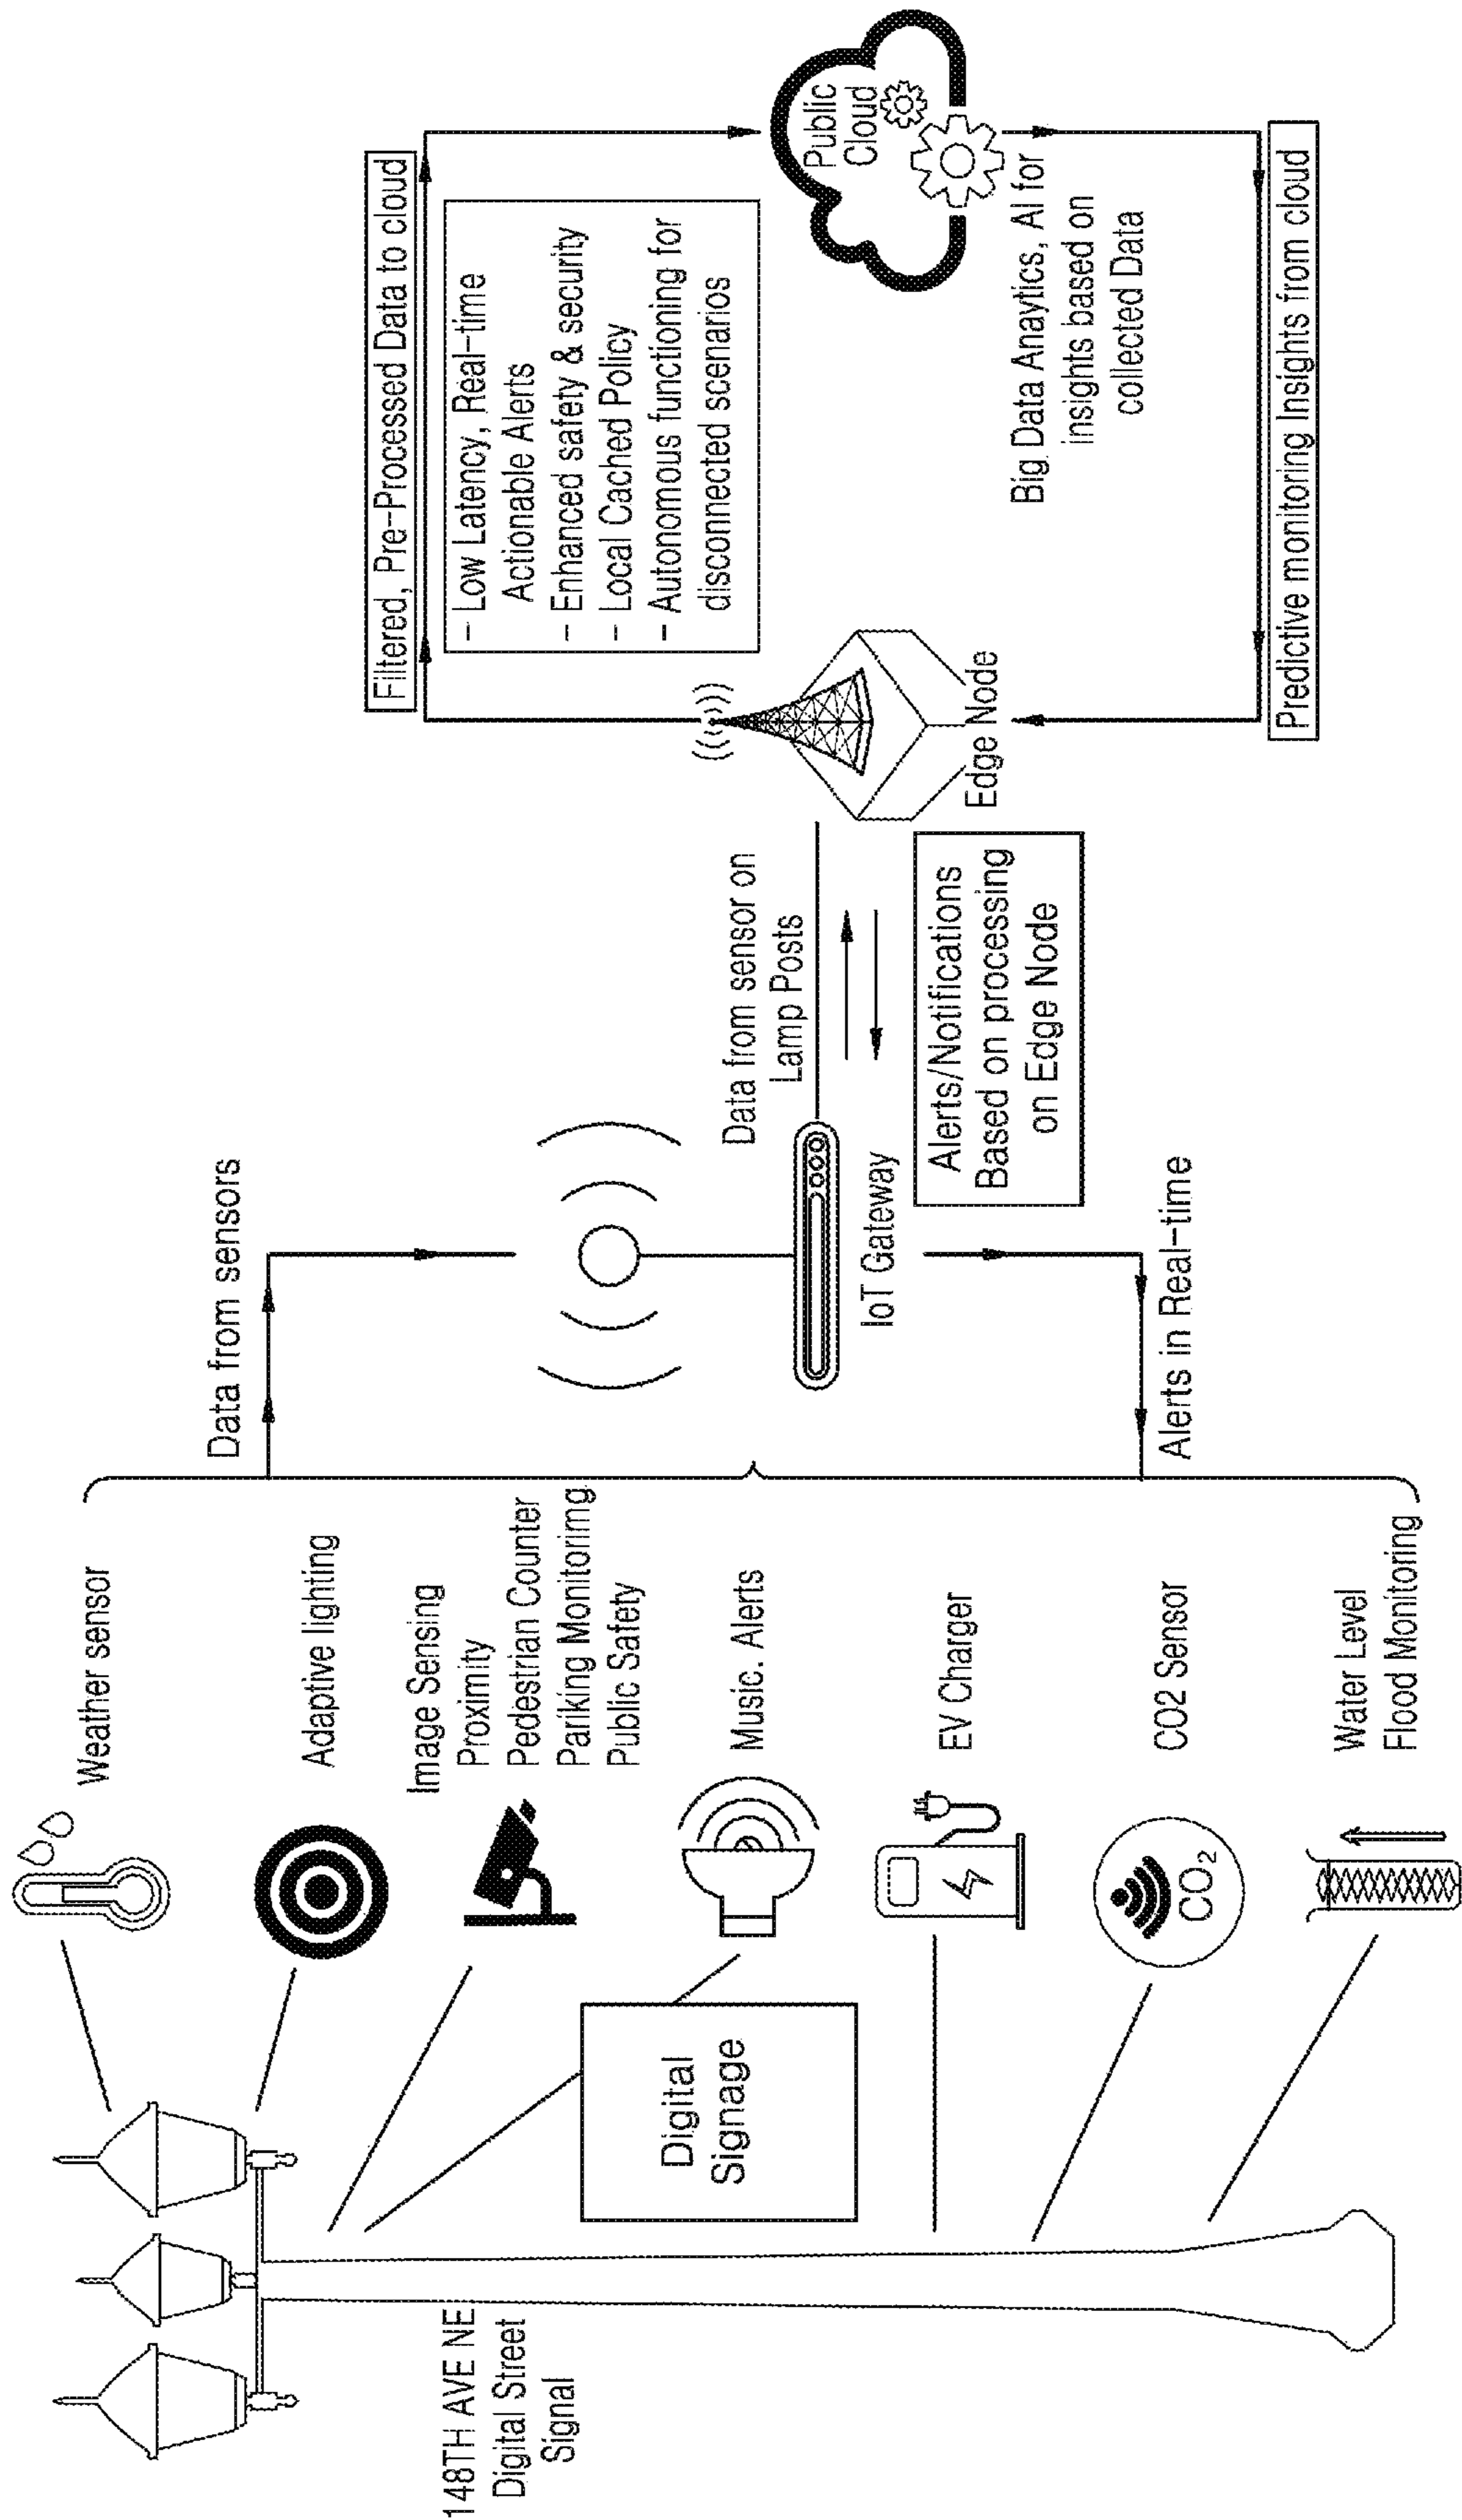 148TH AVE NE
Digital Street
Signal
Digital
Signage
Weather sensor
Adaptive lighting
Image Sensing
Proximity
Pedestrian Counter
Pariking Monitorimg
Public Safety
Music. Alerts
EV Charger
CO₂
CO2 Sensor
Water Level
Flood Monitoring
Data from sensors
IoT Gateway
Alerts in Real-time
Data from sensor on
Lamp Posts
Alerts/Notifications
Based on processing
on Edge Node
Edge Node
Filtered, Pre-Processed Data to cloud
- Low Latency, Real-time
Actionable Alerts
- Enhanced safety & security
- Local Cached Policy
- Autonomous functioning for
disconnected scenarios
Public
Cloud
Big Data Anaytics, AI for
insights based on
collected Data
Predictive monitoring Insights from cloud